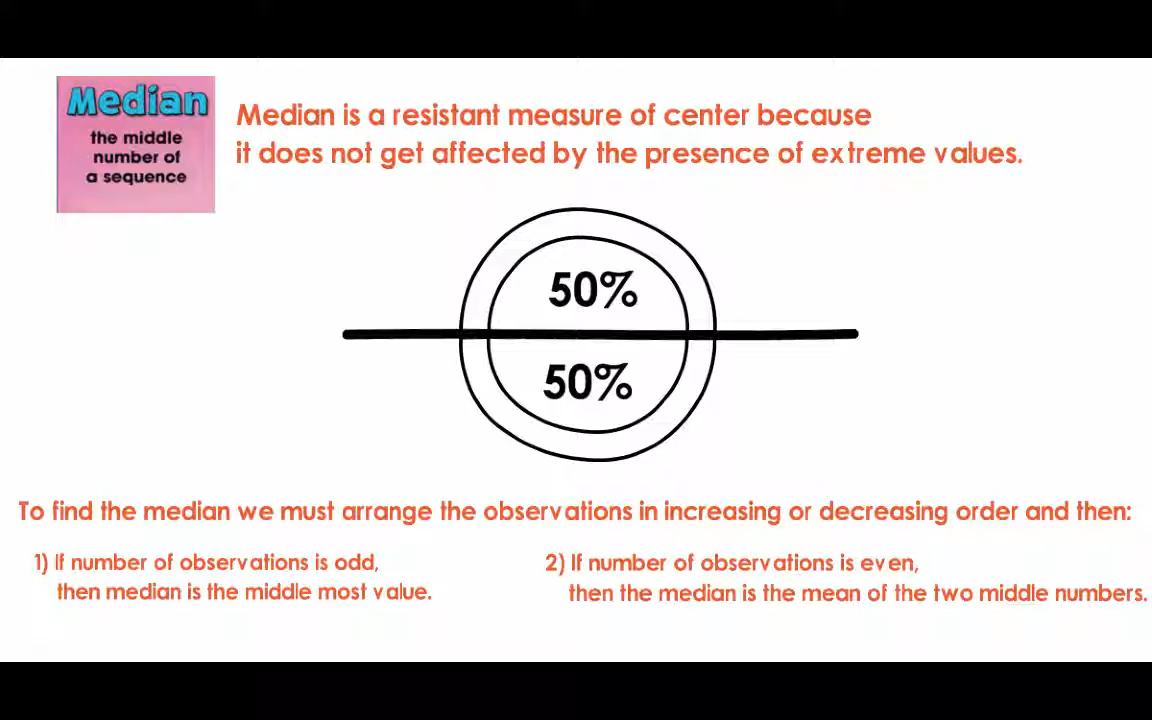 Median
the middle
number of
a sequence
Median is a resistant measure of center because
it does not get affected by the presence of extreme values.
50%
50%
To find the median we must arrange the observations in increasing or decreasing order and then:
1) If number of observations is odd,
then median is the middle most value.
2) If number of observations is even,
then the median is the mean of the two middle numbers.